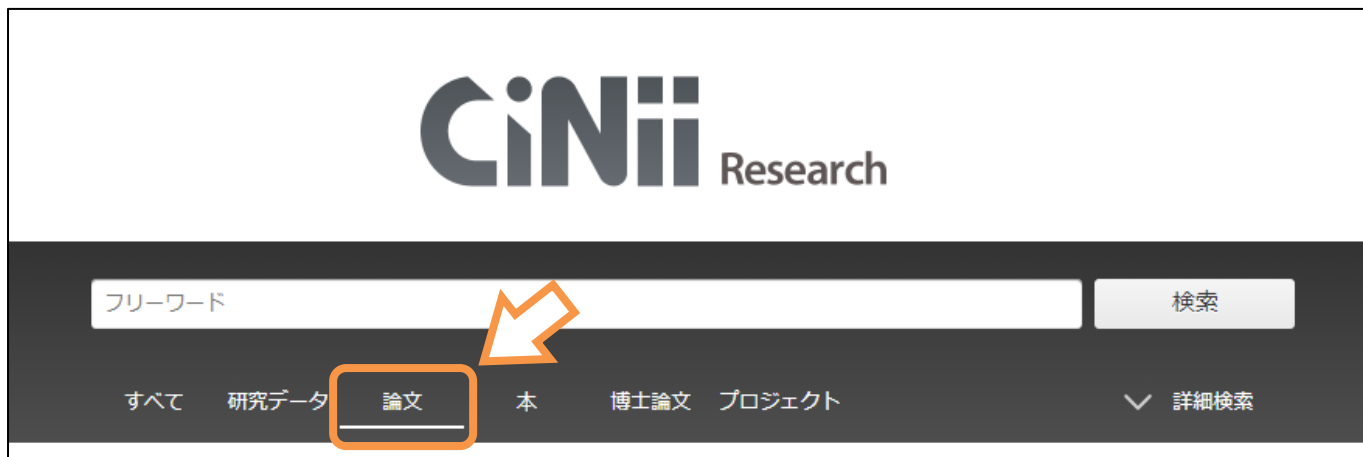 CiNii Research
フリーワード 検索
すべて 研究データ 論文 本 博士論文 プロジェクト 詳細検索